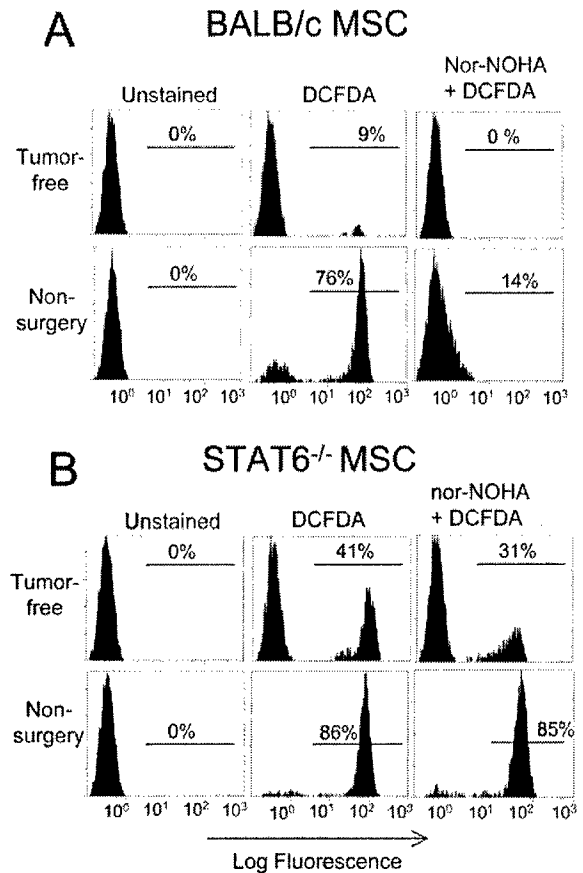 A
BALB/c MSC
Unstained
DCFDA
Nor-NOHA
+ DCFDA
Tumor-
free
0%
9%
0 %
Non-
surgery
0%
76%
14%
10⁰ 10¹ 10² 10³
10⁰ 10¹ 10² 10³
10⁰ 10¹ 10² 10³
B
STAT6⁻/⁻ MSC
Unstained
DCFDA
nor-NOHA
+ DCFDA
Tumor-
free
0%
41%
31%
Non-
surgery
0%
86%
85%
10⁰ 10¹ 10² 10³
10⁰ 10¹ 10² 10³
10⁰ 10¹ 10² 10³
Log Fluorescence